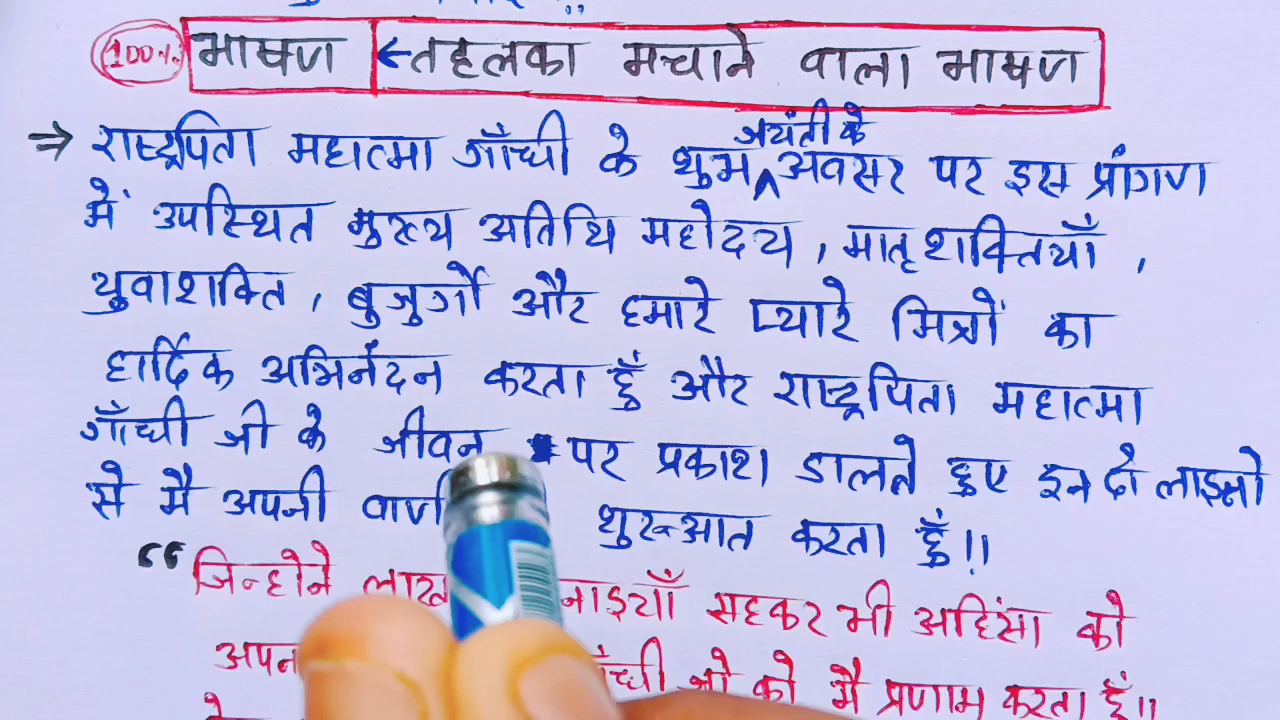 100%. भाषण ← तहलका मचाने वाला भाषण
जयंती के
⇒ राष्ट्रपिता महात्मा गाँधी के शुभ ^ अवसर पर इस प्रांगण
में उपस्थित मुख्य अतिथि महोदय, मातृशक्तियाँ,
युवाशक्ति, बुजुर्गो और हमारे प्यारे मित्रों का
हार्दिक अभिनंदन करता हूँ और राष्ट्रपिता महात्मा
गाँधी जी के जीवन पर प्रकाश डालते हुए इन दो लाइनो
से मै अपनी शुरुआत करता हूँ।।
“ जिन्होने सहकर भी अहिंसा को
जी को मै प्रणाम करता हूँ।।